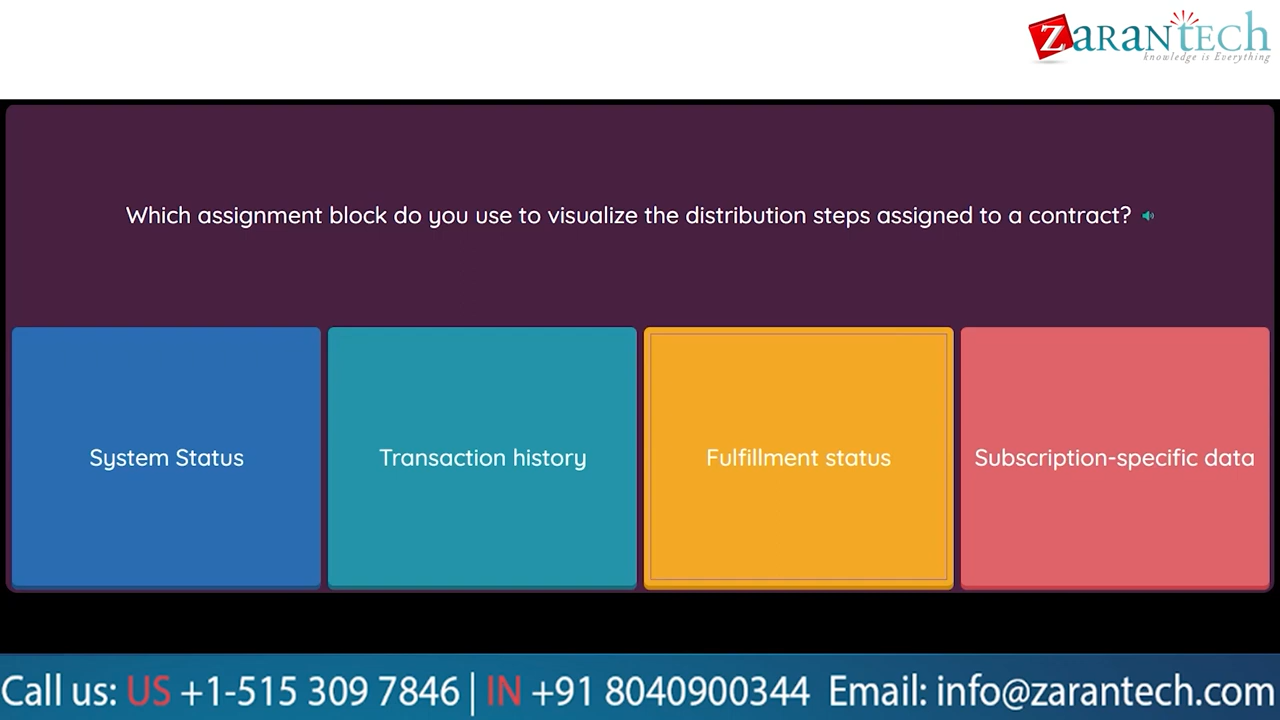 ZARANTECH
knowledge is Everything
Which assignment block do you use to visualize the distribution steps assigned to a contract?
System Status
Transaction history
Fulfillment status
Subscription-specific data
Call us: US +1-515 309 7846 | IN +91 8040900344 Email: info@zarantech.com